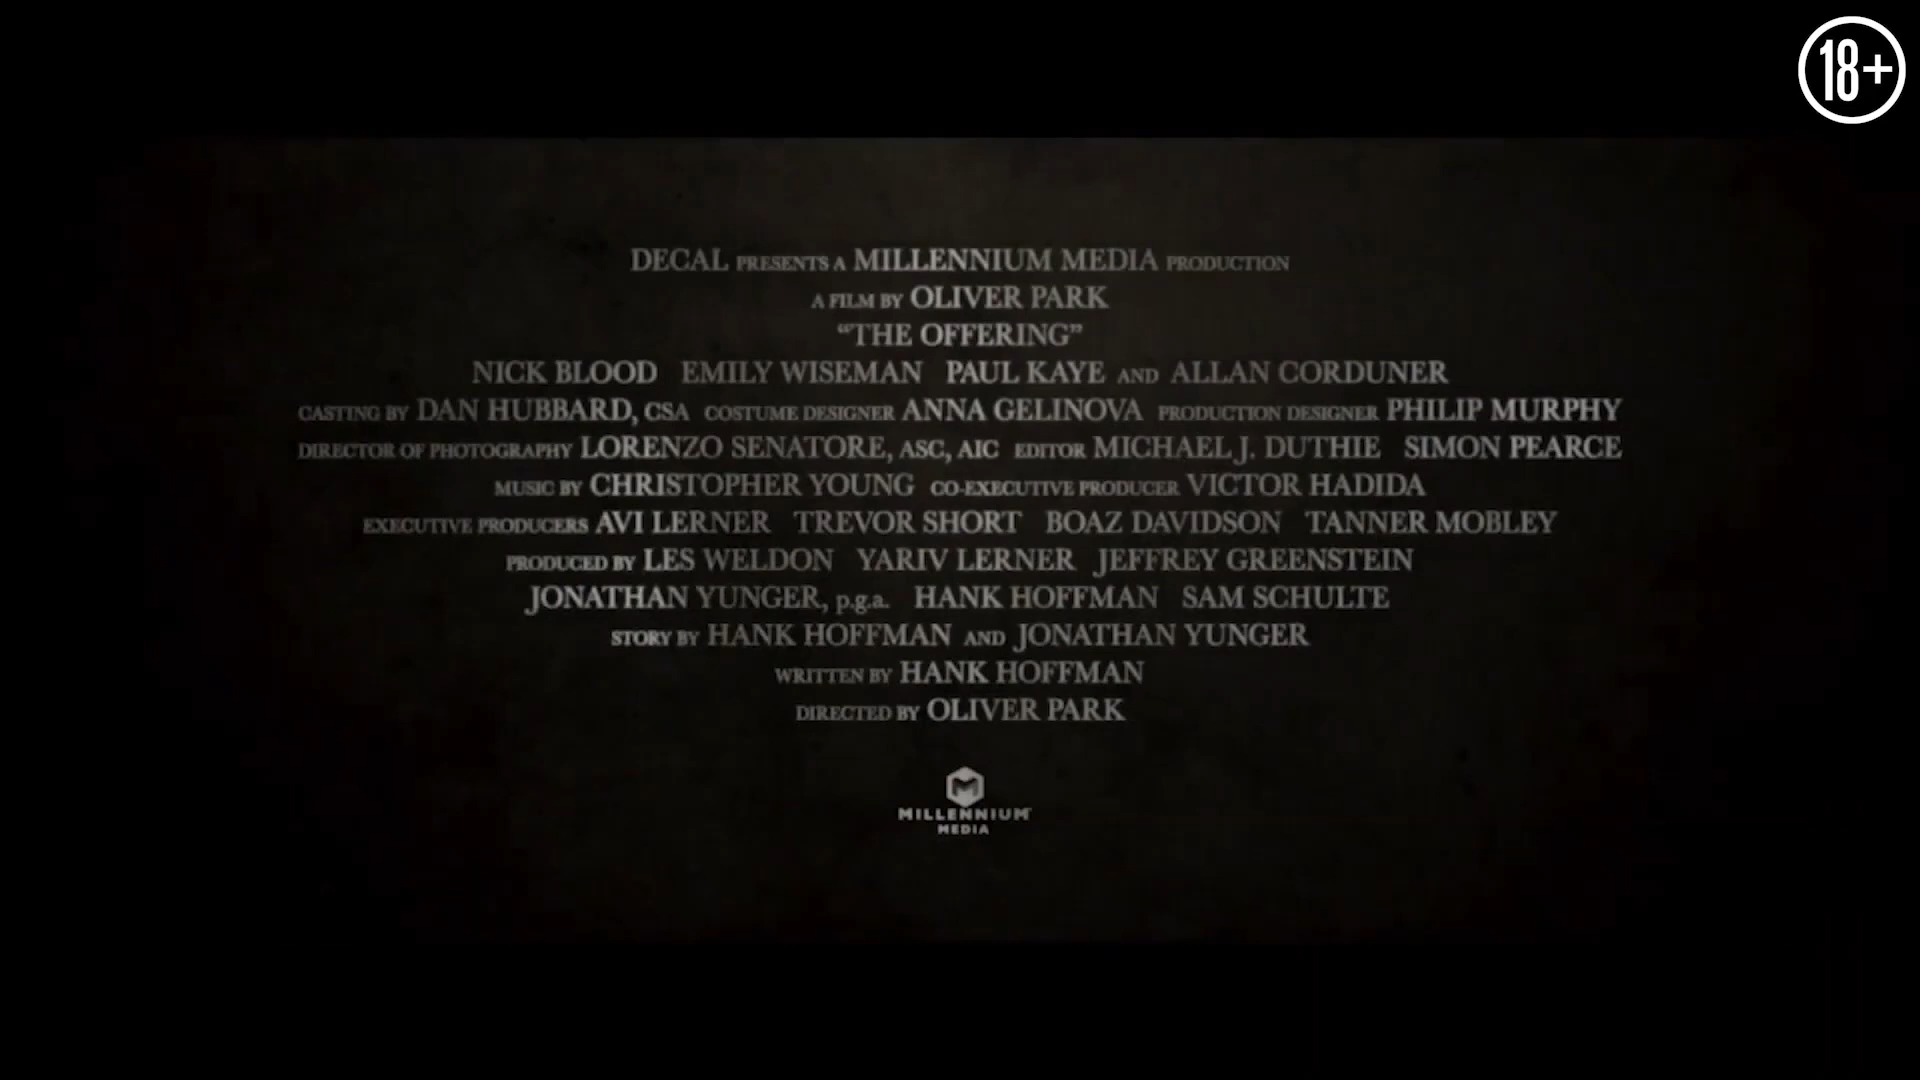 18+
DECAL PRESENTS A MILLENNIUM MEDIA PRODUCTION
A FILM BY OLIVER PARK
“THE OFFERING”
NICK BLOOD EMILY WISEMAN PAUL KAYE AND ALLAN CORDUNER
CASTING BY DAN HUBBARD, CSA COSTUME DESIGNER ANNA GELINOVA PRODUCTION DESIGNER PHILIP MURPHY
DIRECTOR OF PHOTOGRAPHY LORENZO SENATORE, ASC, AIC EDITOR MICHAEL J. DUTHIE SIMON PEARCE
MUSIC BY CHRISTOPHER YOUNG CO-EXECUTIVE PRODUCER VICTOR HADIDA
EXECUTIVE PRODUCERS AVI LERNER TREVOR SHORT BOAZ DAVIDSON TANNER MOBLEY
PRODUCED BY LES WELDON YARIV LERNER JEFFREY GREENSTEIN
JONATHAN YUNGER, p.g.a. HANK HOFFMAN SAM SCHULTE
STORY BY HANK HOFFMAN AND JONATHAN YUNGER
WRITTEN BY HANK HOFFMAN
DIRECTED BY OLIVER PARK
MILLENNIUM
MEDIA